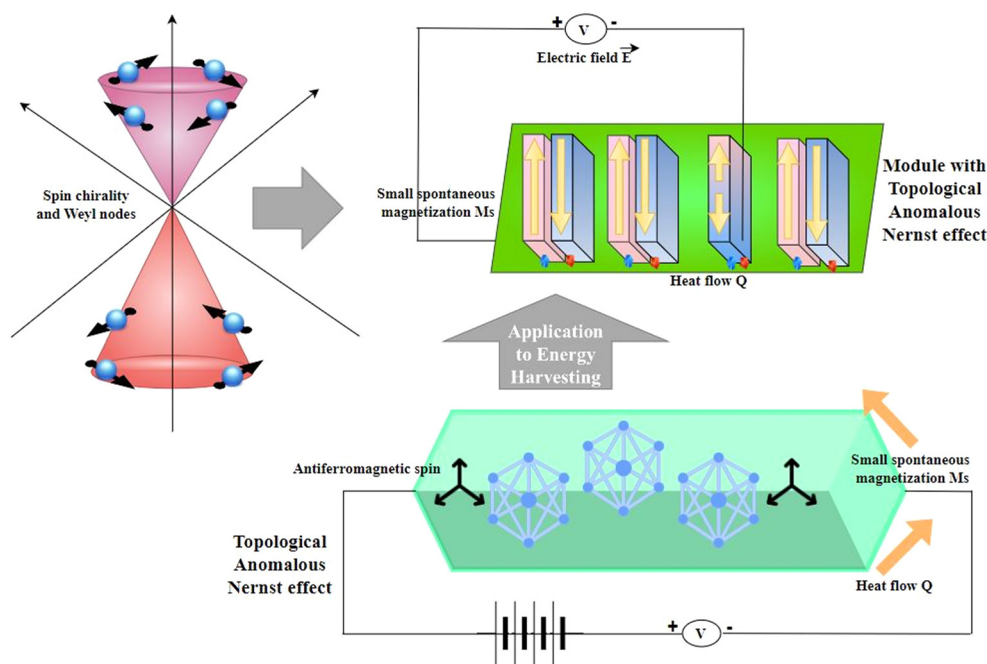 +
V
-
Electric field E
Spin chirality
and Weyl nodes
Small spontaneous
magnetization Ms
Module with
Topological
Anomalous
Nernst effect
Heat flow Q
Application
to Energy
Harvesting
Antiferromagnetic spin
Small spontaneous
magnetization Ms
Topological
Anomalous
Nernst effect
Heat flow Q
+
V
-